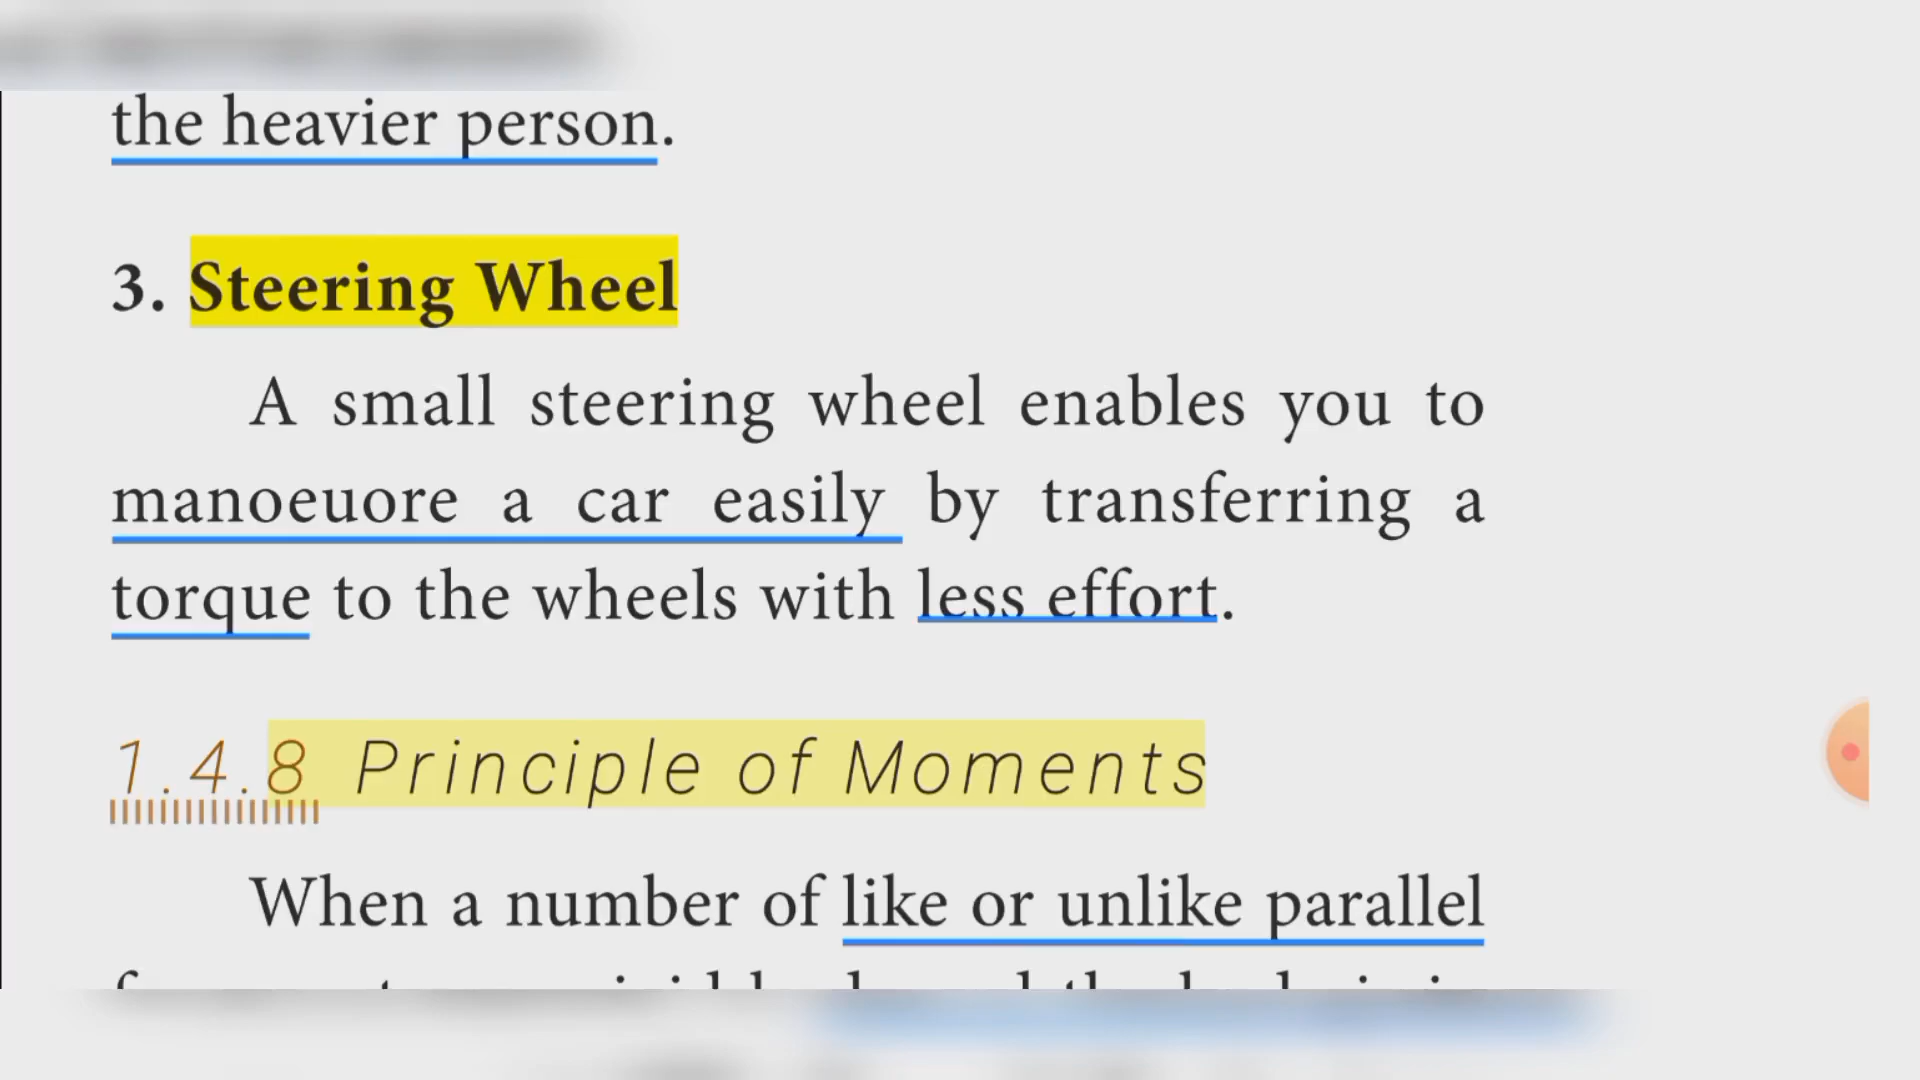 the heavier person.
3. Steering Wheel
A small steering wheel enables you to
manoeuore a car easily by transferring a
torque to the wheels with less effort.
1.4.8 Principle of Moments
When a number of like or unlike parallel